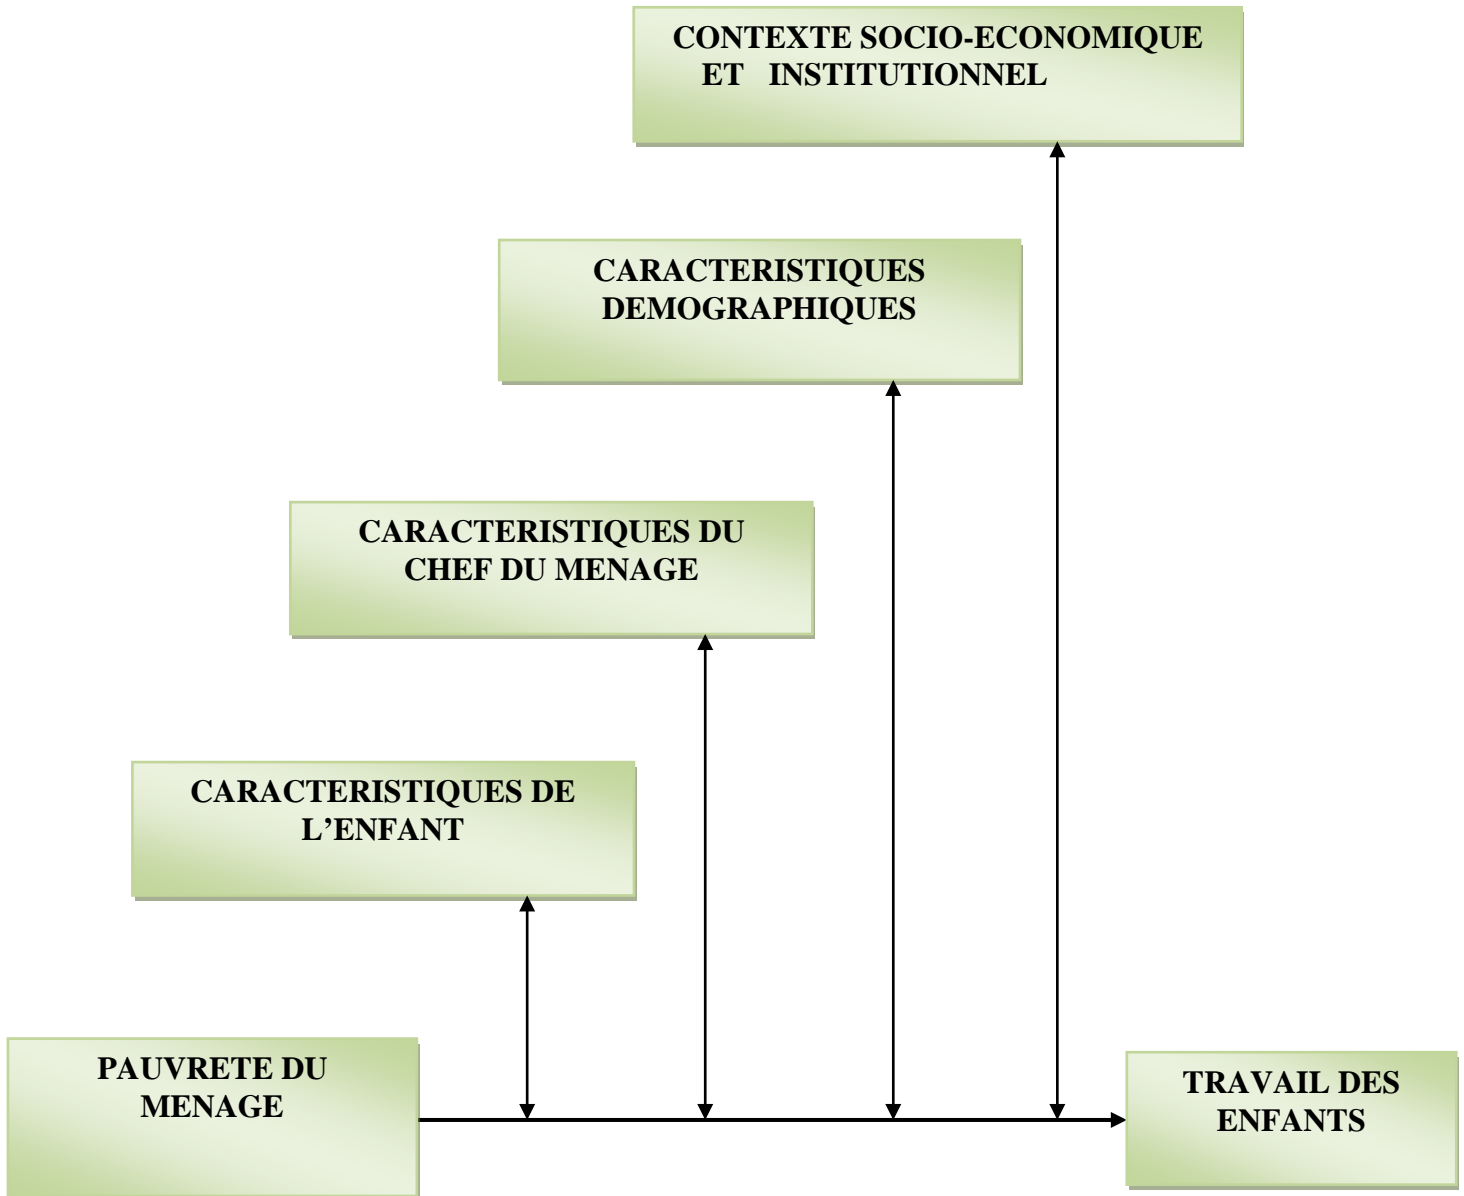 CONTEXTE SOCIO-ECONOMIQUE
ET INSTITUTIONNEL
CARACTERISTIQUES
DEMOGRAPHIQUES
CARACTERISTIQUES DU
CHEF DU MENAGE
CARACTERISTIQUES DE
L’ENFANT
PAUVRETE DU
MENAGE
TRAVAIL DES
ENFANTS